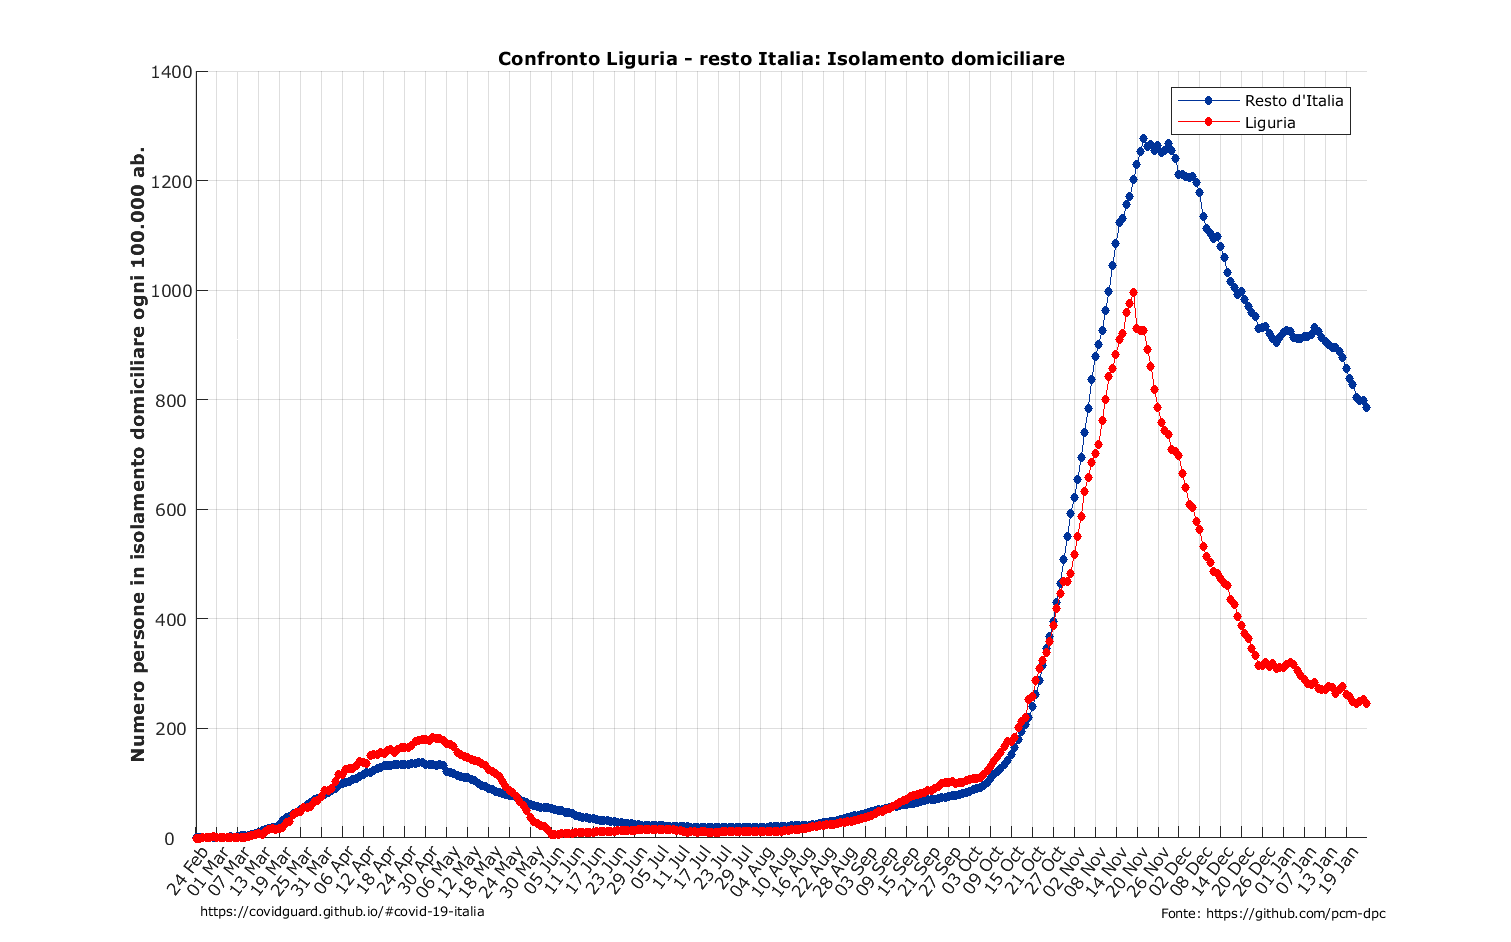 Confronto Liguria - resto Italia: Isolamento domiciliare
Numero persone in isolamento domiciliare ogni 100.000 ab.
1400
1200
1000
800
600
400
200
0
Resto d'Italia
Liguria
24 Feb
01 Mar
07 Mar
13 Mar
19 Mar
25 Mar
31 Mar
06 Apr
12 Apr
18 Apr
24 Apr
30 Apr
06 May
12 May
18 May
24 May
30 May
05 Jun
11 Jun
17 Jun
23 Jun
29 Jun
05 Jul
11 Jul
17 Jul
23 Jul
29 Jul
04 Aug
10 Aug
16 Aug
22 Aug
28 Aug
03 Sep
09 Sep
15 Sep
21 Sep
27 Sep
03 Oct
09 Oct
15 Oct
21 Oct
27 Oct
02 Nov
08 Nov
14 Nov
20 Nov
26 Nov
02 Dec
08 Dec
14 Dec
20 Dec
26 Dec
01 Jan
07 Jan
13 Jan
19 Jan
https://covidguard.github.io/#covid-19-italia
Fonte: https://github.com/pcm-dpc